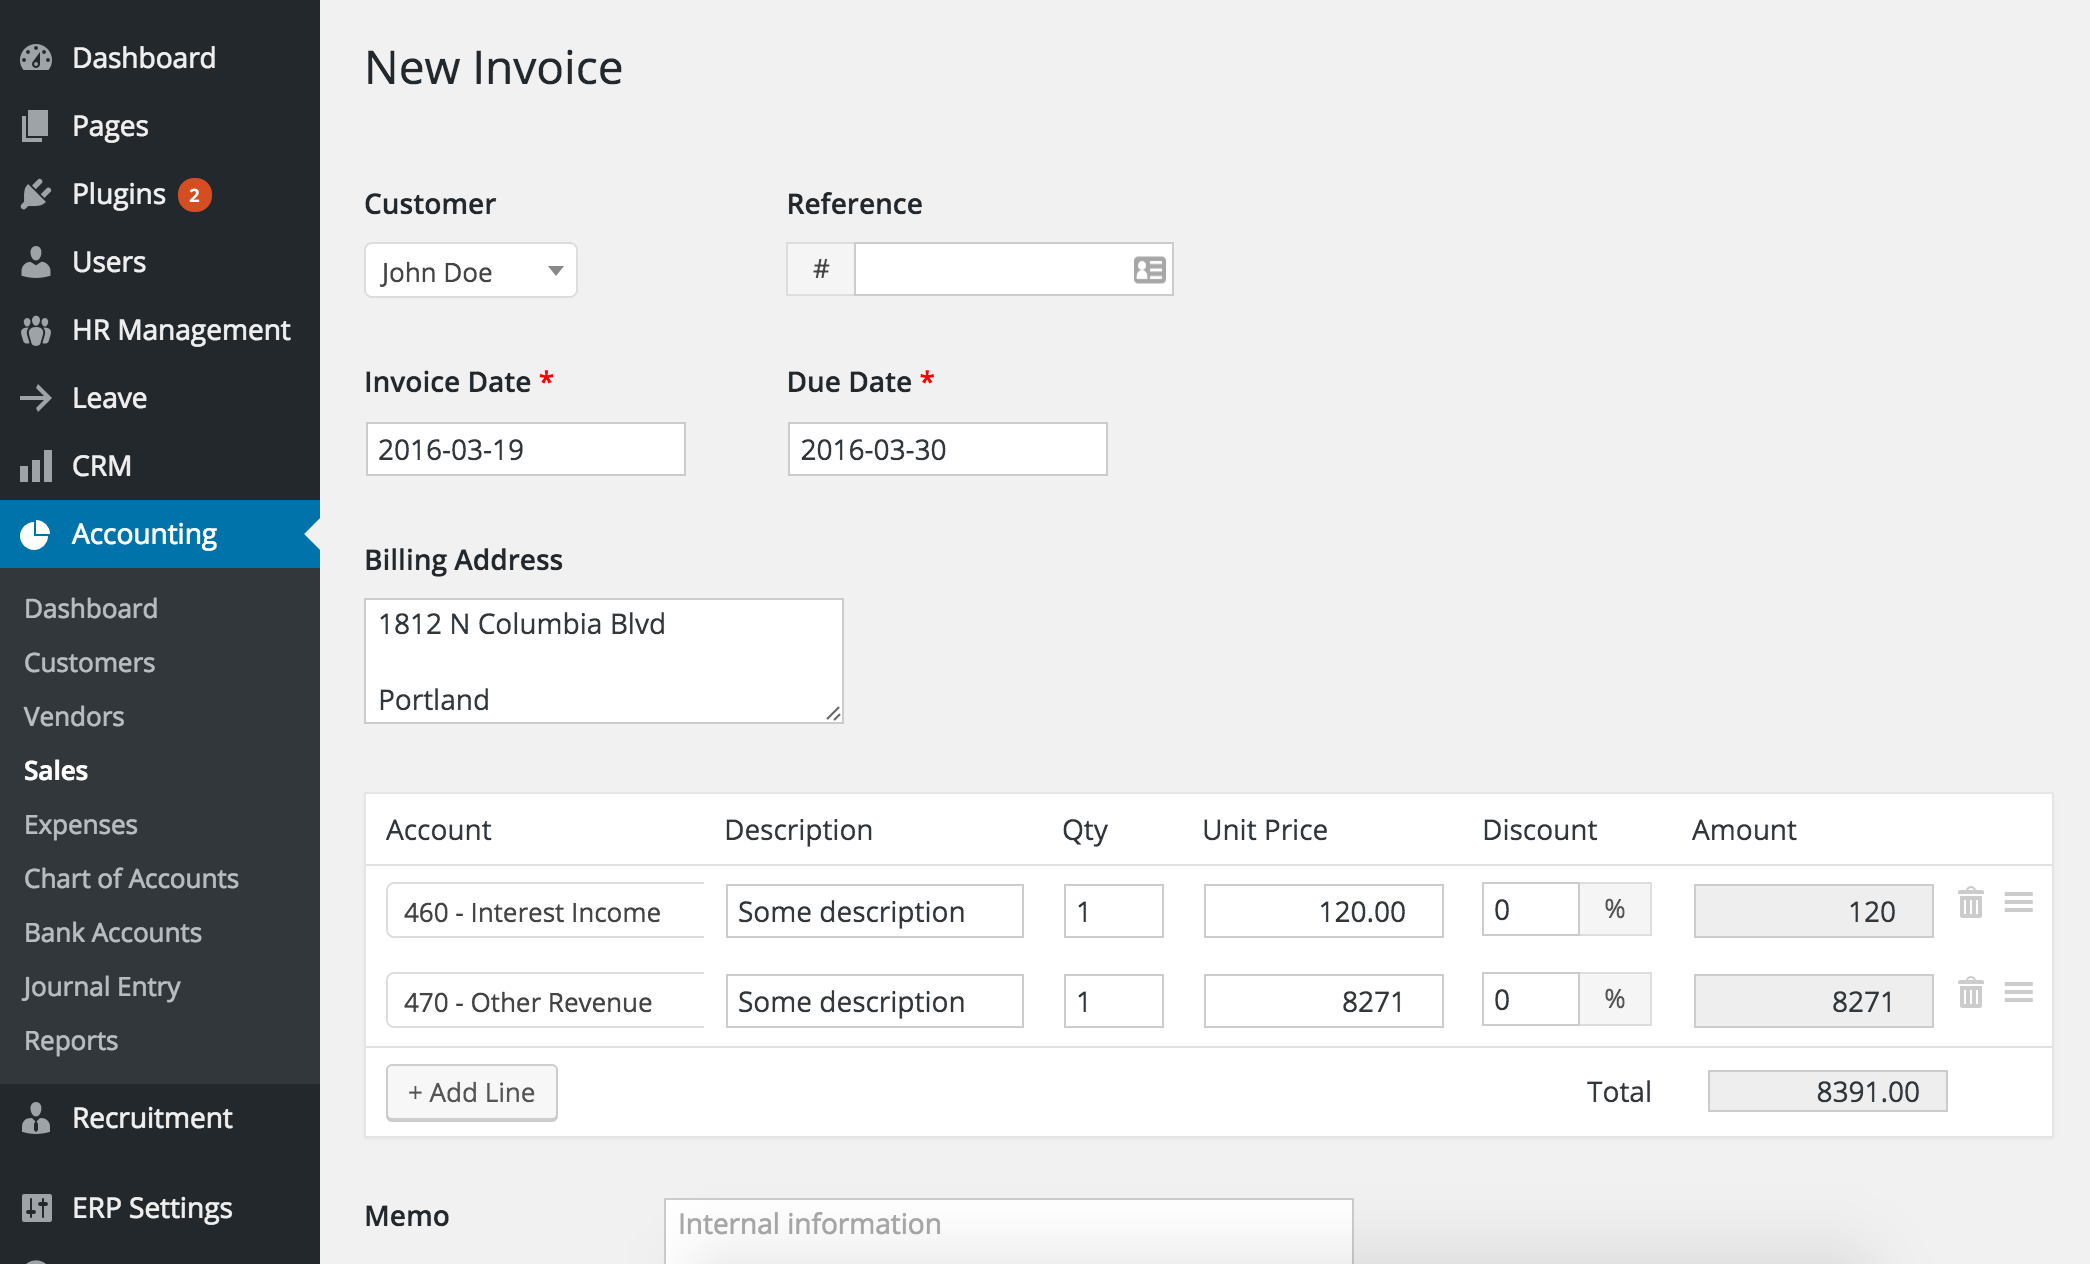 Dashboard
Pages
Plugins 2
Users
HR Management
Leave
CRM
Accounting
Dashboard
Customers
Vendors
Sales
Expenses
Chart of Accounts
Bank Accounts
Journal Entry
Reports
Recruitment
ERP Settings
New Invoice
Customer Reference
John Doe #
Invoice Date * Due Date *
2016-03-19 2016-03-30
Billing Address
1812 N Columbia Blvd
Portland
Account Description Qty Unit Price Discount Amount
460 - Interest Income Some description 1 120.00 0 % 120
470 - Other Revenue Some description 1 8271 0 % 8271
+ Add Line Total 8391.00
Memo Internal information